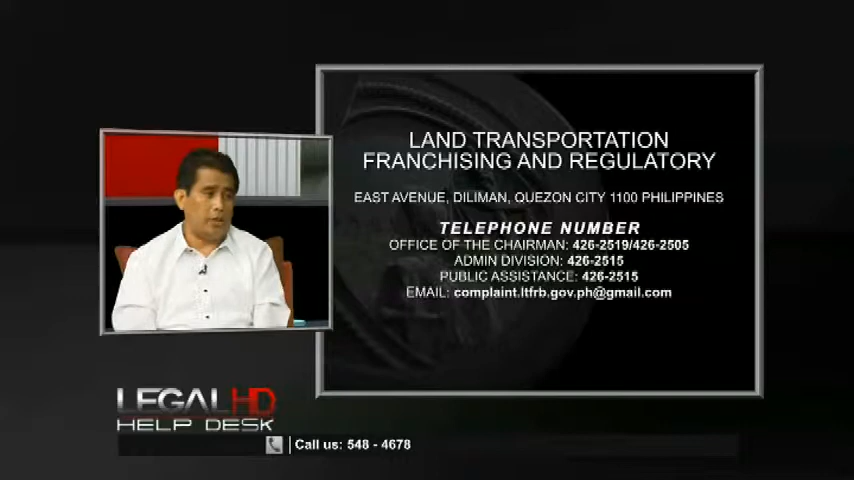 LAND TRANSPORTATION
FRANCHISING AND REGULATORY
EAST AVENUE, DILIMAN, QUEZON CITY 1100 PHILIPPINES
TELEPHONE NUMBER
OFFICE OF THE CHAIRMAN: 426-2519/426-2505
ADMIN DIVISION: 426-2515
PUBLIC ASSISTANCE: 426-2515
EMAIL: complaint.ltfrb.gov.ph@gmail.com
LEGALHD
HELP DESK
Call us: 548 - 4678